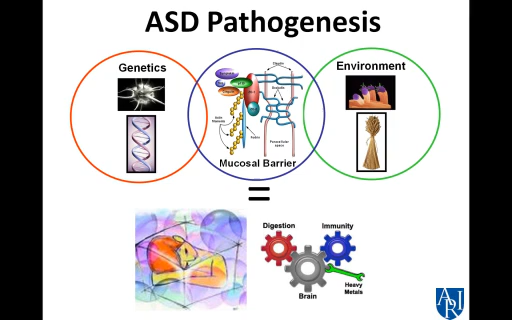 ASD Pathogenesis
Genetics
Environment
Mucosal Barrier
=
Digestion
Immunity
Brain
Heavy
Metals